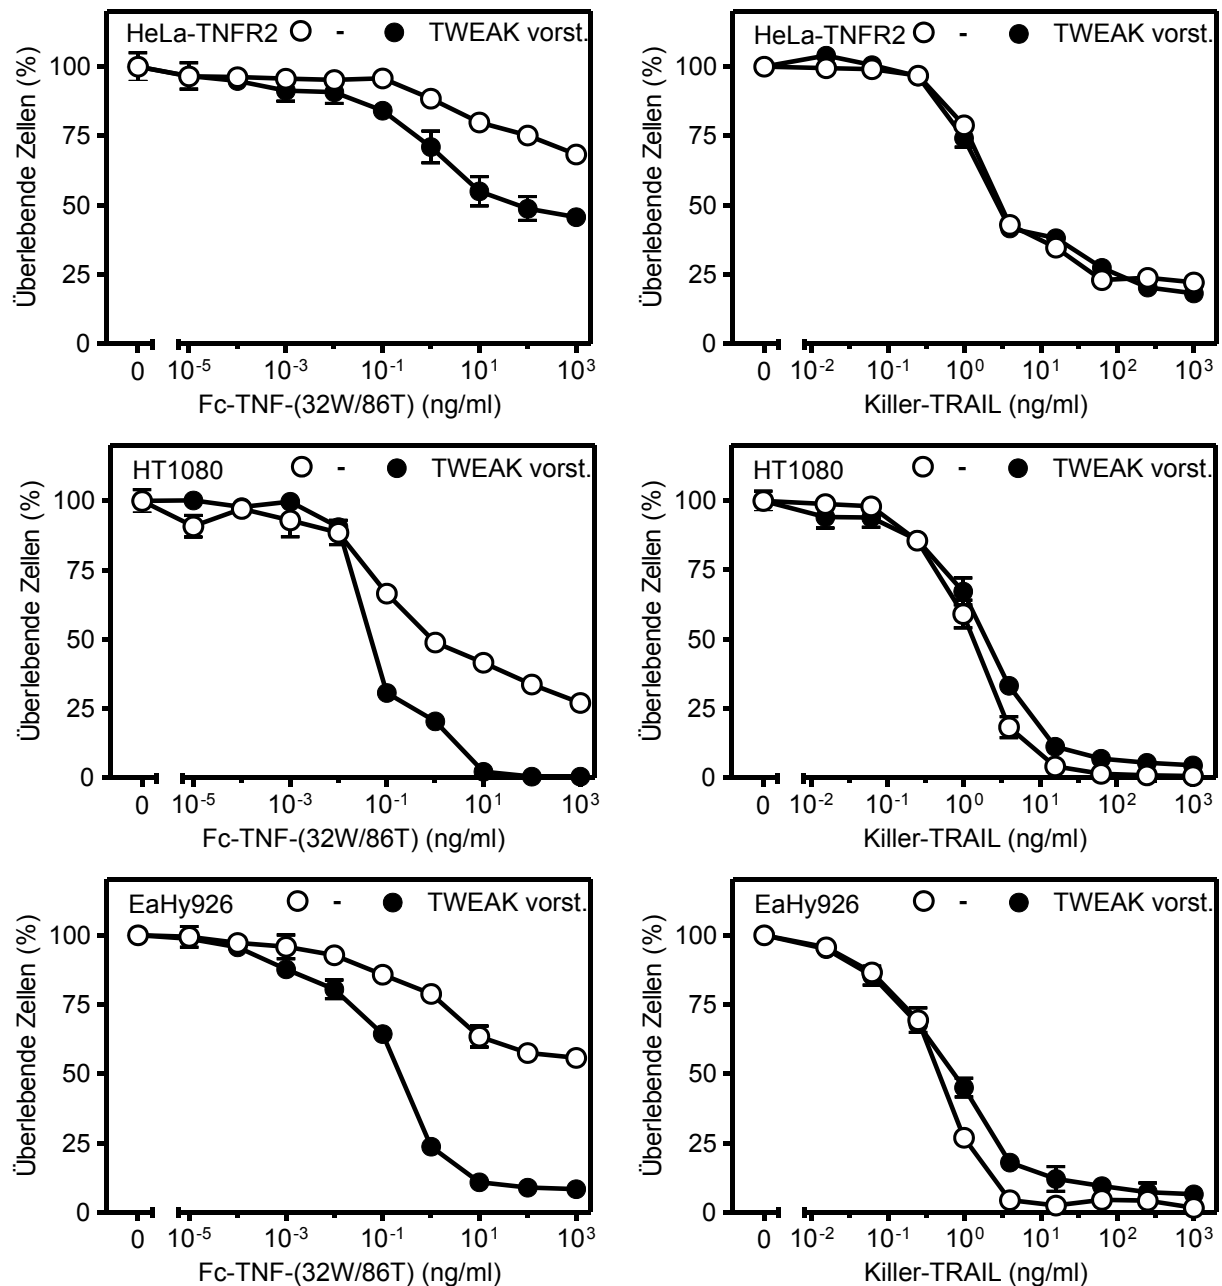 HeLa-TNFR2 - TWEAK vorst.
Überlebende Zellen (%)
100
75
50
25
0
0 10⁻⁵ 10⁻³ 10⁻¹ 10¹ 10³
Fc-TNF-(32W/86T) (ng/ml)
HeLa-TNFR2 - TWEAK vorst.
Überlebende Zellen (%)
100
75
50
25
0
0 10⁻² 10⁻¹ 10⁰ 10¹ 10² 10³
Killer-TRAIL (ng/ml)
HT1080 - TWEAK vorst.
Überlebende Zellen (%)
100
75
50
25
0
0 10⁻⁵ 10⁻³ 10⁻¹ 10¹ 10³
Fc-TNF-(32W/86T) (ng/ml)
HT1080 - TWEAK vorst.
Überlebende Zellen (%)
100
75
50
25
0
0 10⁻² 10⁻¹ 10⁰ 10¹ 10² 10³
Killer-TRAIL (ng/ml)
EaHy926 - TWEAK vorst.
Überlebende Zellen (%)
100
75
50
25
0
0 10⁻⁵ 10⁻³ 10⁻¹ 10¹ 10³
Fc-TNF-(32W/86T) (ng/ml)
EaHy926 - TWEAK vorst.
Überlebende Zellen (%)
100
75
50
25
0
0 10⁻² 10⁻¹ 10⁰ 10¹ 10² 10³
Killer-TRAIL (ng/ml)